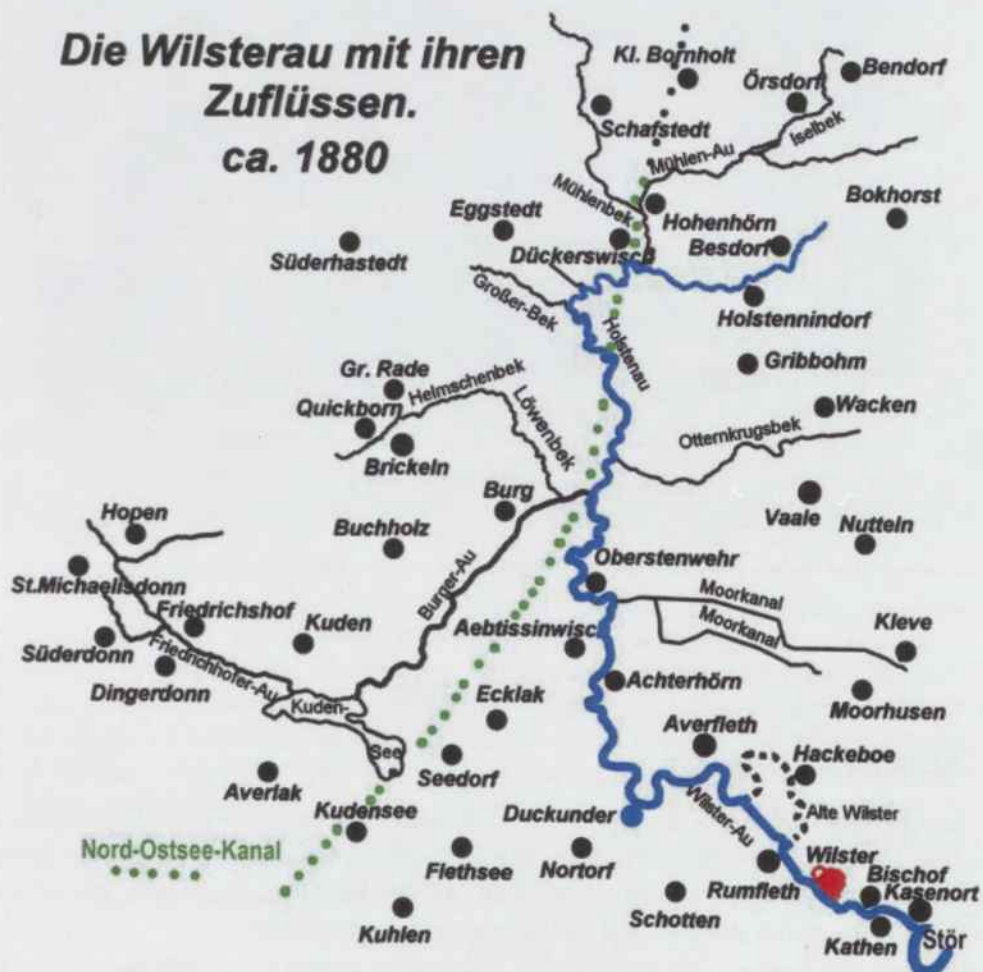 Die Wilsterau mit ihren
Zuflüssen.
ca. 1880
Kl. Bornholt
Bendorf
Örsdorf
Schafstedt
Iselbek
Mühlen-Au
Mühlenbek
Bokhorst
Eggstedt
Hohenhörn
Besdorf
Süderhastedt
Dückerswisch
Großer-Bek
Holstennindorf
Holstenau
Gribbohm
Gr. Rade
Helmschenbek
Löwenbek
Quickborn
Wacken
Otternkrugsbek
Brickeln
Burg
Hopen
Buchholz
Vaale
Nutteln
Oberstenwehr
St.Michaelisdonn
Burger-Au
Moorkanal
Moorkanal
Friedrichshof
Kuden
Aebtissinwisch
Kleve
Süderdonn
Friedrichhofer-Au
Dingerdonn
Achterhörn
Kuden-
Ecklak
Moorhusen
Averfleth
See
Seedorf
Hackeboe
Averlak
Kudensee
Duckunder
Wilster-Au
Alte Wilster
Nord-Ostsee-Kanal
Flethsee
Nortorf
Wilster
Bischof
Rumfleth
Kasenort
Schotten
Kuhlen
Kathen
Stör